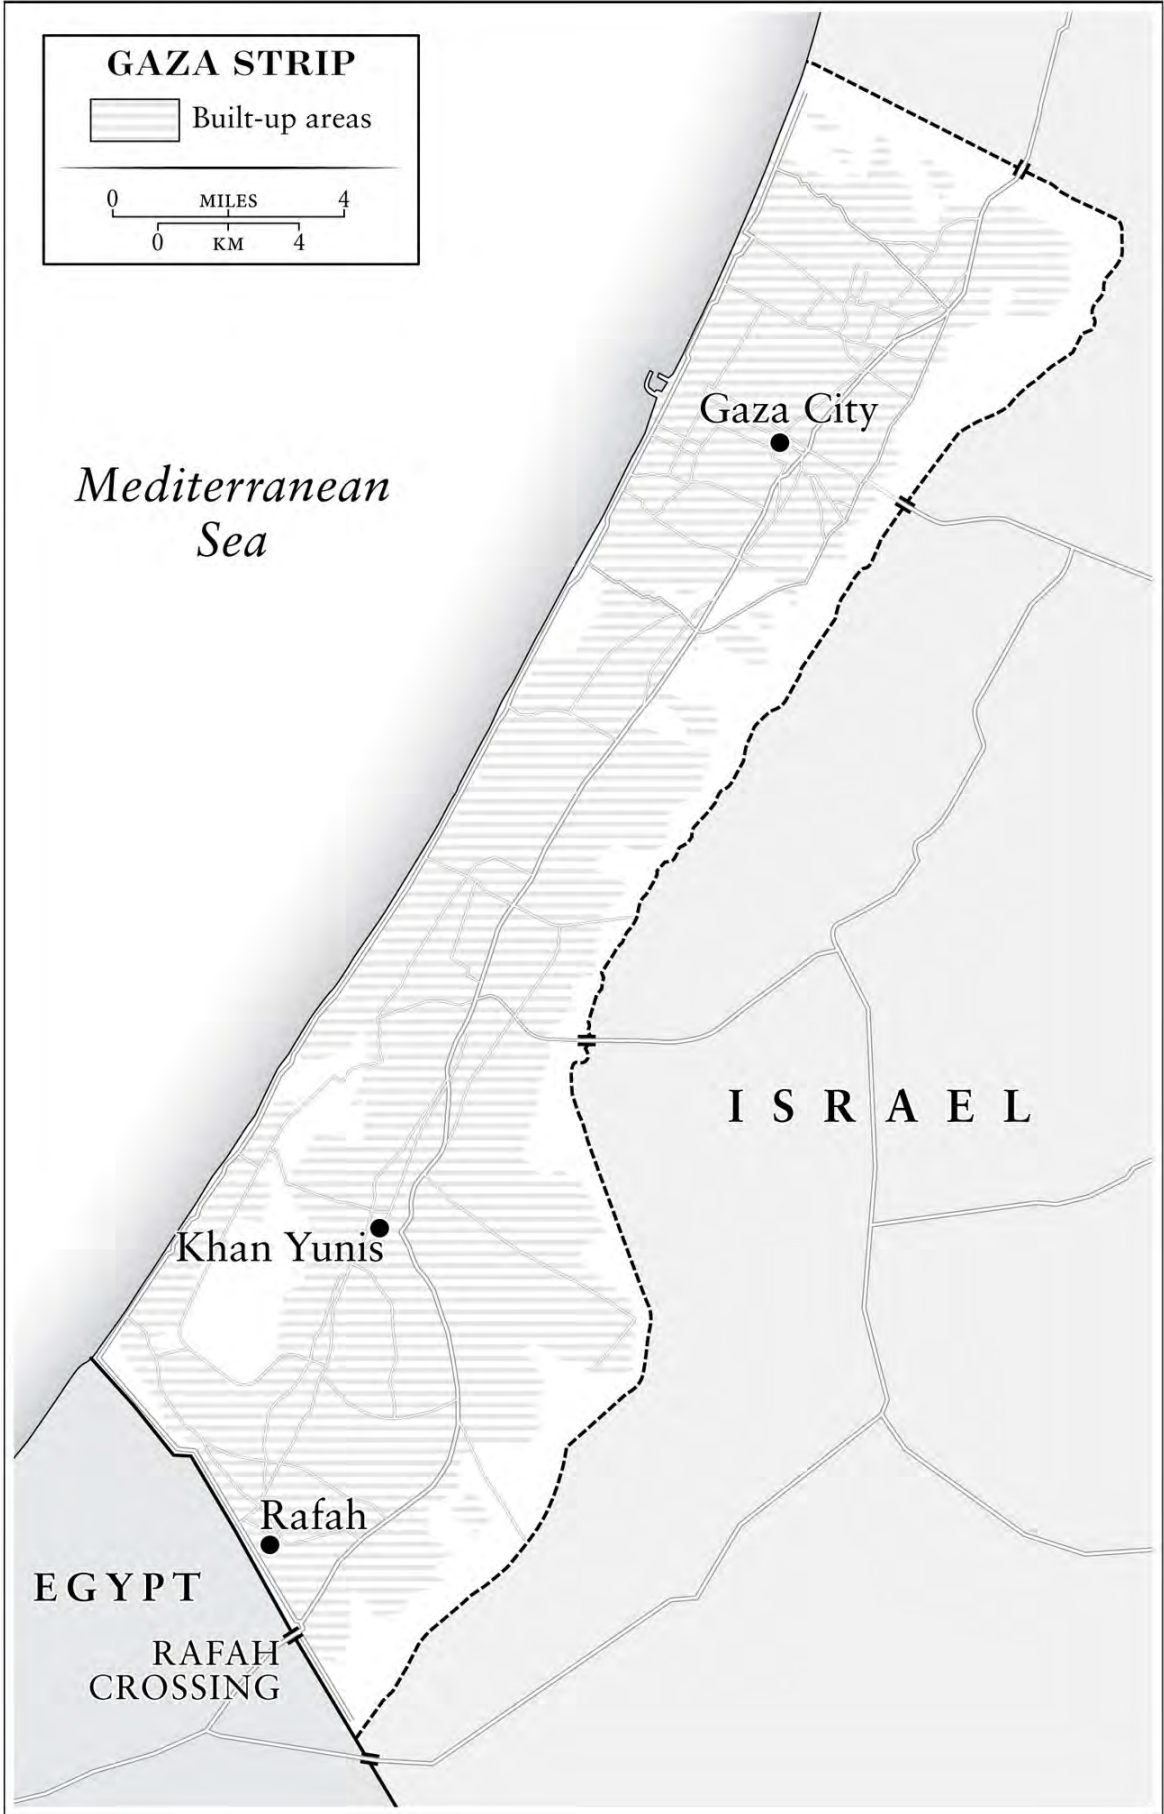 GAZA STRIP
Built-up areas
0 MILES 4
0 KM 4
Gaza City
Mediterranean
Sea
ISRAEL
Khan Yunis
Rafah
EGYPT
RAFAH
CROSSING